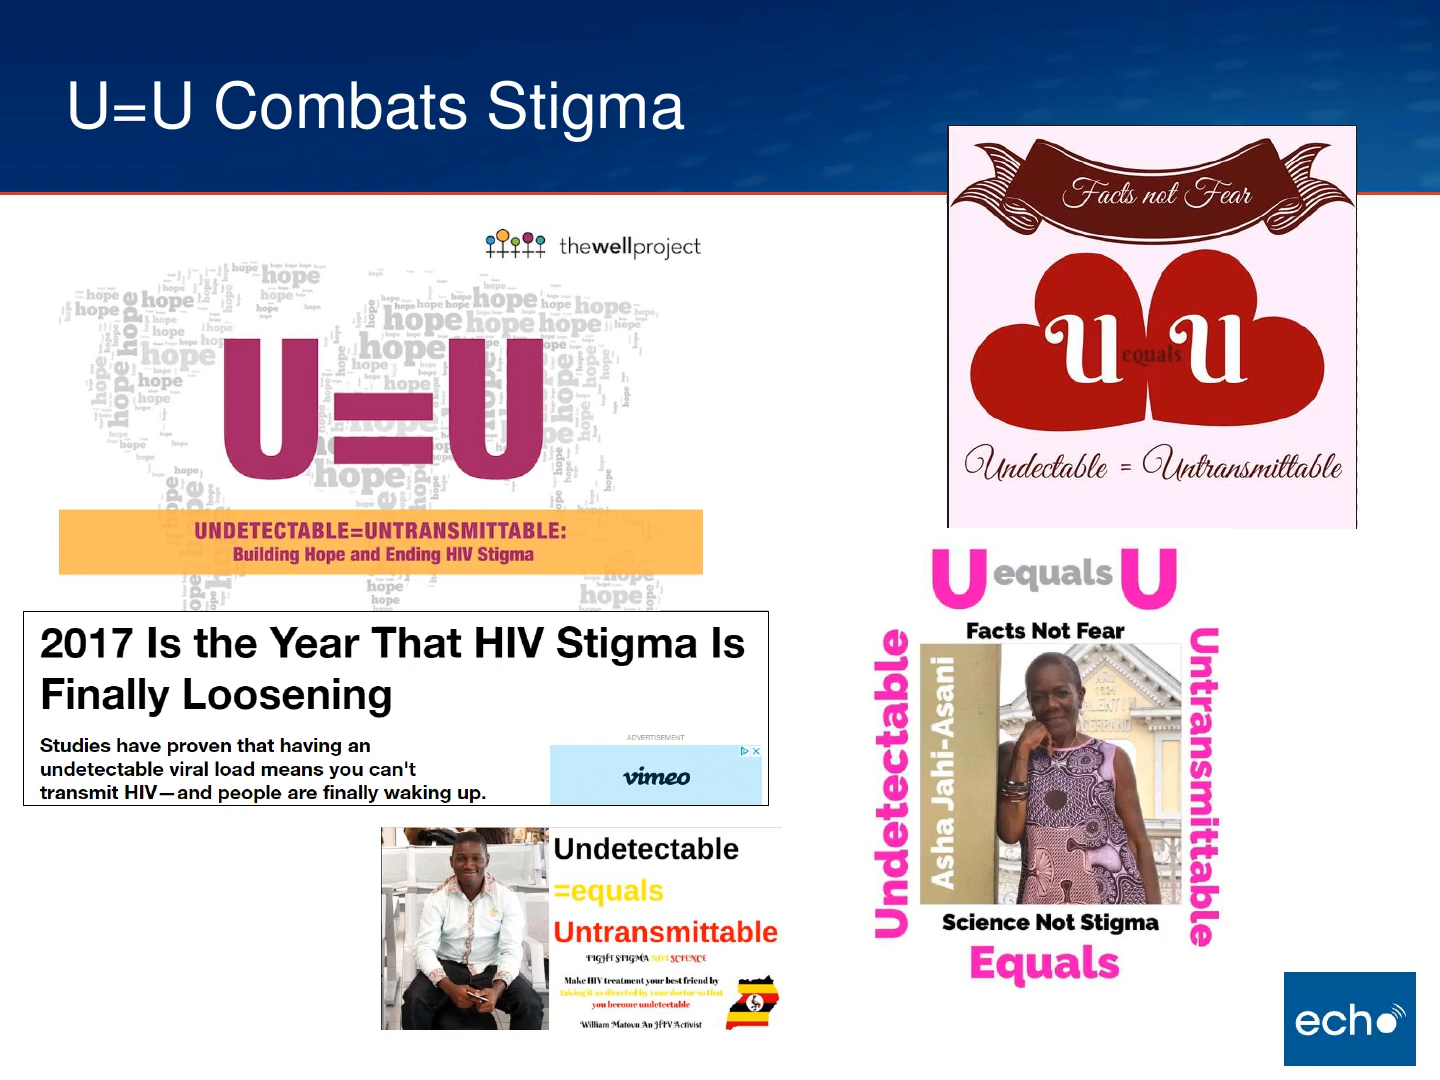 U=U Combats Stigma
thewellproject
hope
U=U
UNDETECTABLE=UNTRANSMITTABLE:
Building Hope and Ending HIV Stigma
Facts not Fear
u equals u
Undectable = Untransmittable
2017 Is the Year That HIV Stigma Is
Finally Loosening
Studies have proven that having an
undetectable viral load means you can't
transmit HIV—and people are finally waking up.
ADVERTISEMENT
vimeo
Undetectable
=equals
Untransmittable
FIGHT STIGMA NOT SCIENCE
Make HIV treatment your best friend by
taking it as directed by your doctor so that
you become undetectable
William Matovu An HIV Activist
U equals U
Facts Not Fear
Undetectable
Asha Jahi-Asani
Untransmittable
Science Not Stigma
Equals
echo